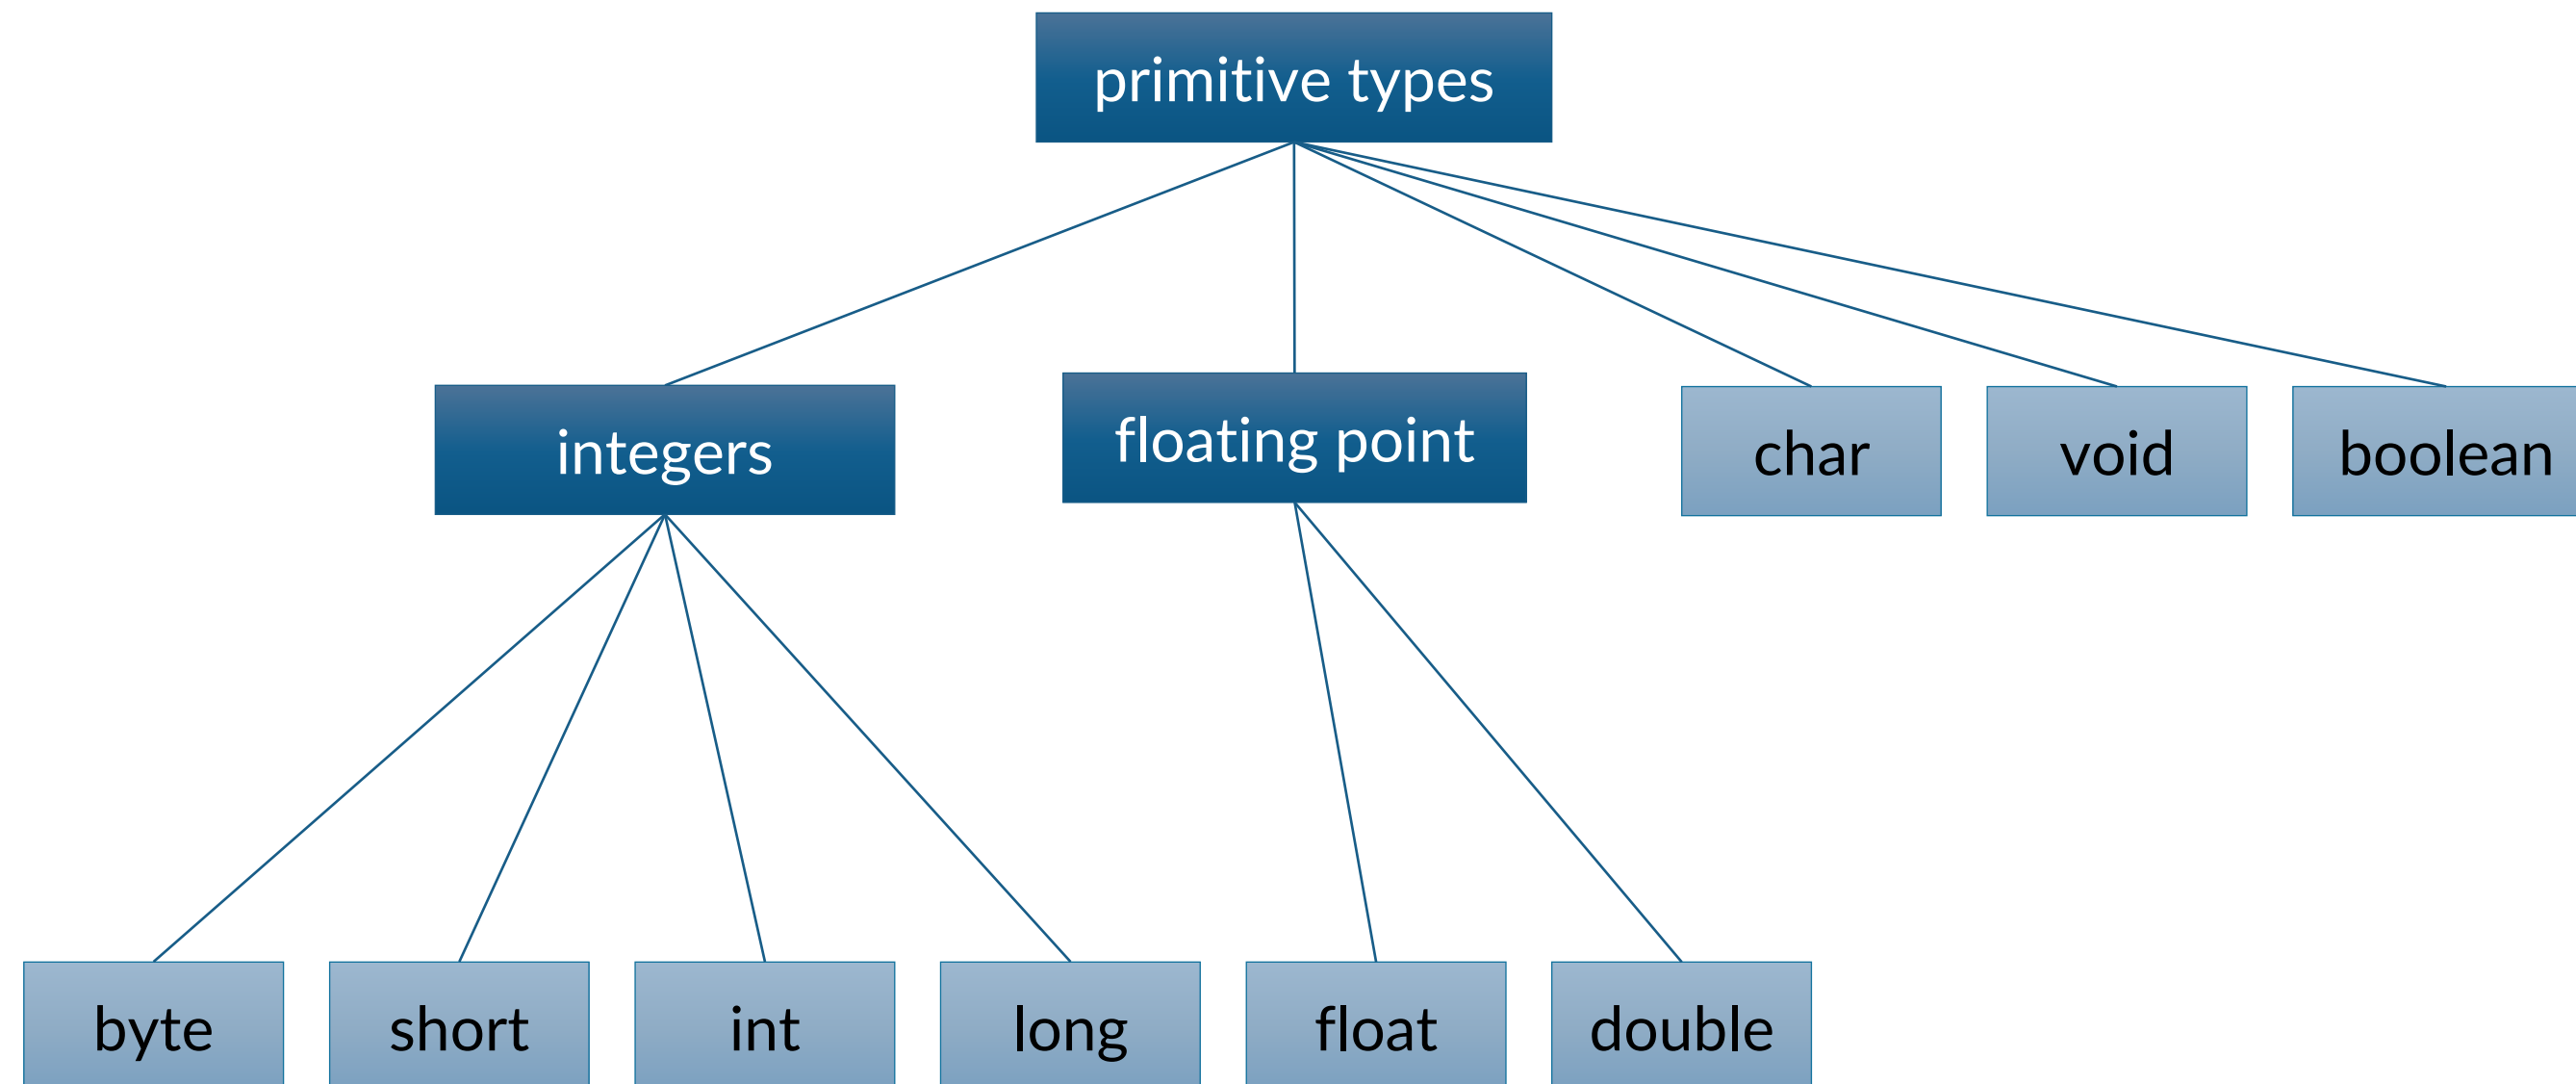 primitive types
integers
floating point
char
void
boolean
byte
short
int
long
float
double